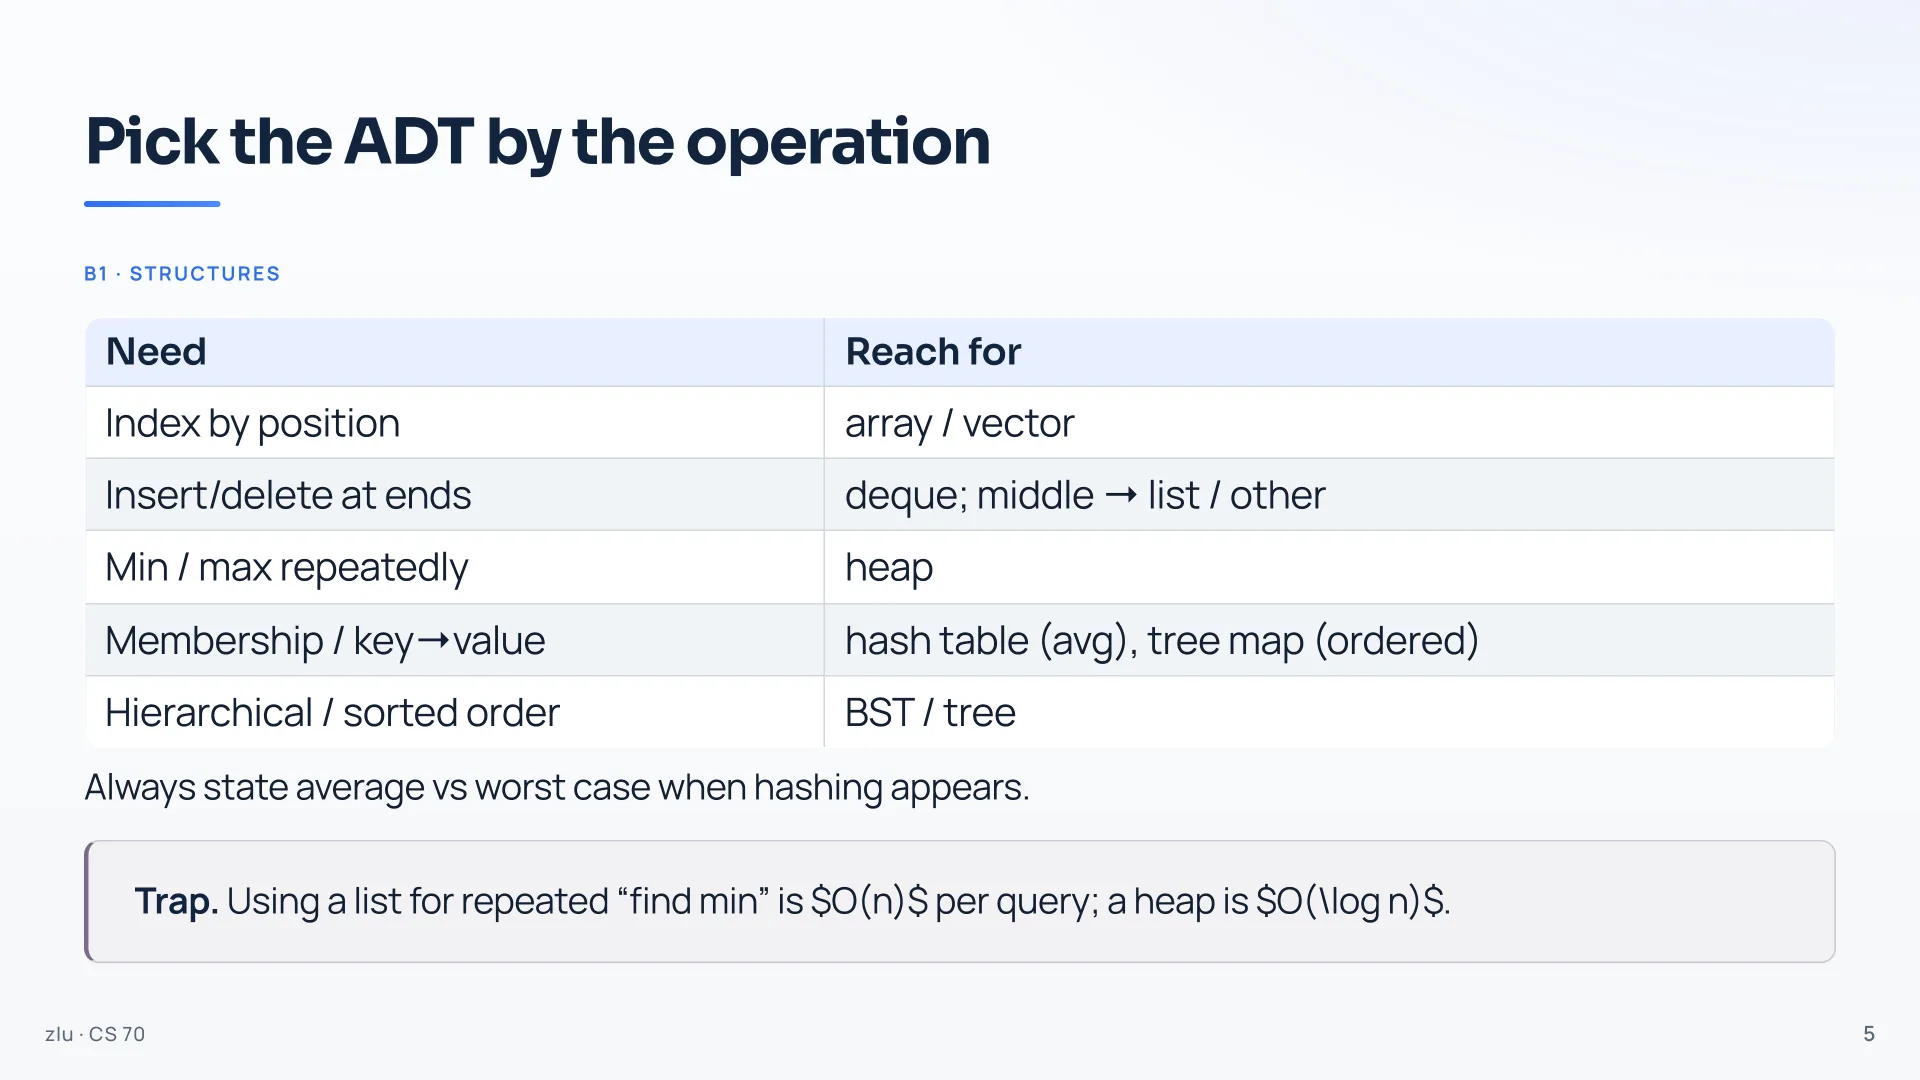 Pick the ADT by the operation
B1 · STRUCTURES
Need
Reach for
Index by position
array / vector
Insert/delete at ends
deque; middle → list / other
Min / max repeatedly
heap
Membership / key→value
hash table (avg), tree map (ordered)
Hierarchical / sorted order
BST / tree
Always state average vs worst case when hashing appears.
Trap. Using a list for repeated “find min” is $O(n)$ per query; a heap is $O(\log n)$.
zlu · CS 70
5